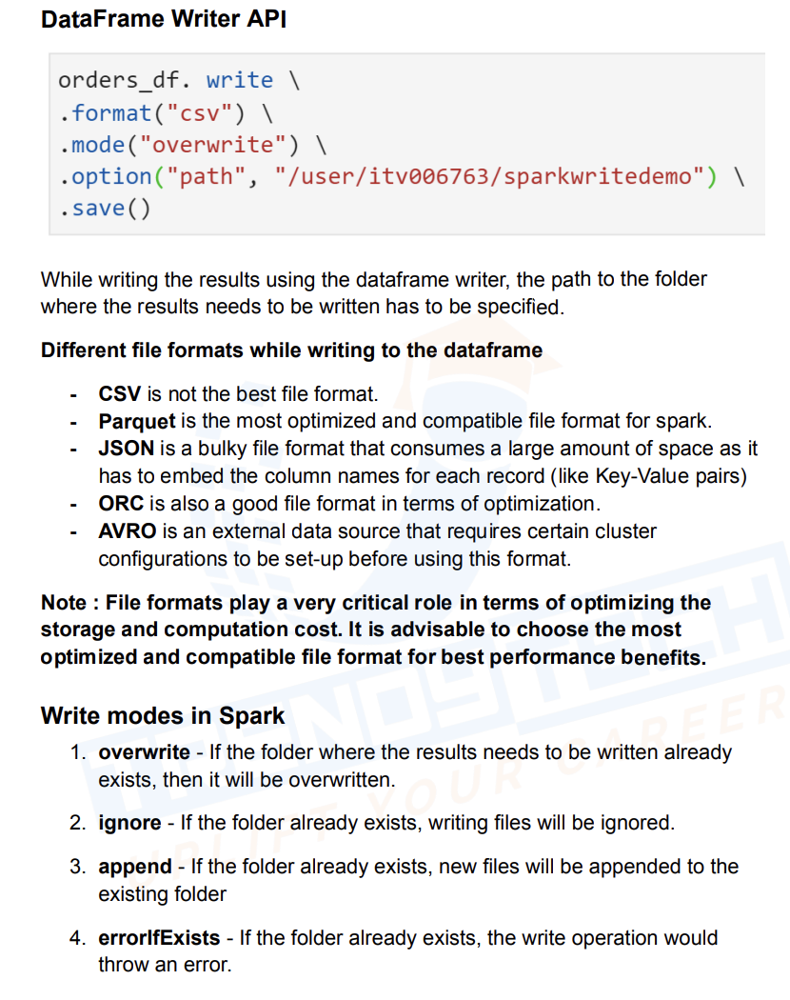 DataFrame Writer API
orders_df. write \
.format("csv") \
.mode("overwrite") \
.option("path", "/user/itv006763/sparkwritedemo") \
.save()
While writing the results using the dataframe writer, the path to the folder
where the results needs to be written has to be specified.
Different file formats while writing to the dataframe
- CSV is not the best file format.
- Parquet is the most optimized and compatible file format for spark.
- JSON is a bulky file format that consumes a large amount of space as it
has to embed the column names for each record (like Key-Value pairs)
- ORC is also a good file format in terms of optimization.
- AVRO is an external data source that requires certain cluster
configurations to be set-up before using this format.
Note : File formats play a very critical role in terms of optimizing the
storage and computation cost. It is advisable to choose the most
optimized and compatible file format for best performance benefits.
Write modes in Spark
1. overwrite - If the folder where the results needs to be written already
exists, then it will be overwritten.
2. ignore - If the folder already exists, writing files will be ignored.
3. append - If the folder already exists, new files will be appended to the
existing folder
4. errorIfExists - If the folder already exists, the write operation would
throw an error.
TRENDYTECH
UPLIFT YOUR CAREER